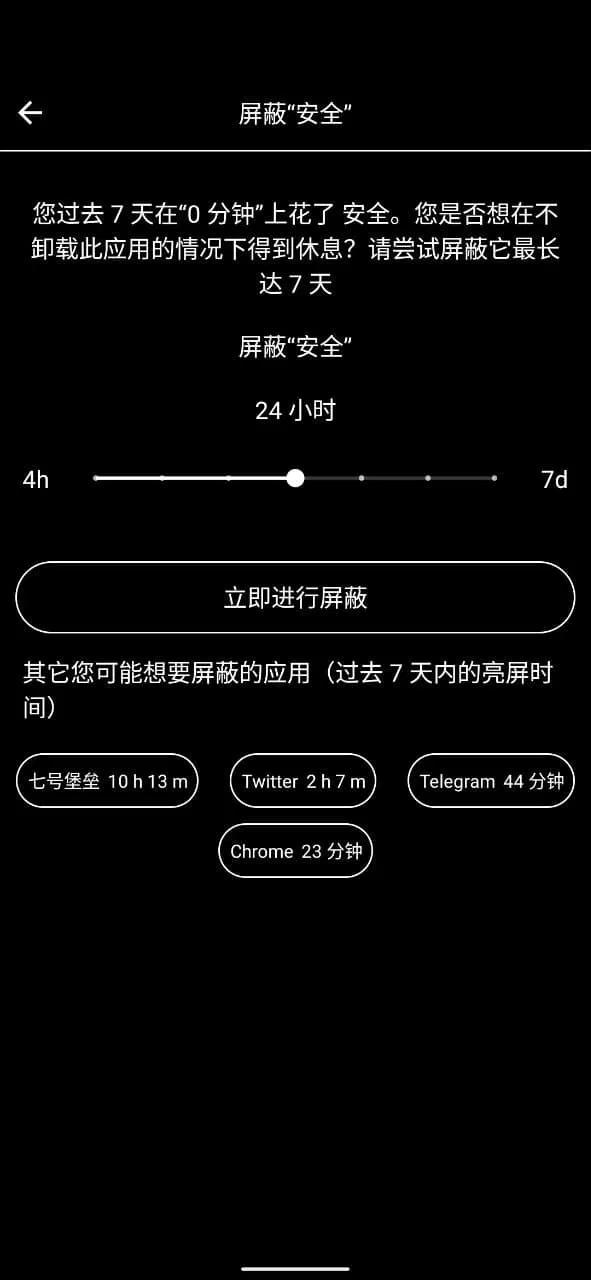 屏蔽“安全”
您过去 7 天在“0 分钟”上花了 安全。您是否想在不
卸载此应用的情况下得到休息？请尝试屏蔽它最长
达 7 天
屏蔽“安全”
24 小时
4h 7d
立即进行屏蔽
其它您可能想要屏蔽的应用（过去 7 天内的亮屏时
间）
七号堡垒 10 h 13 m Twitter 2 h 7 m Telegram 44 分钟
Chrome 23 分钟